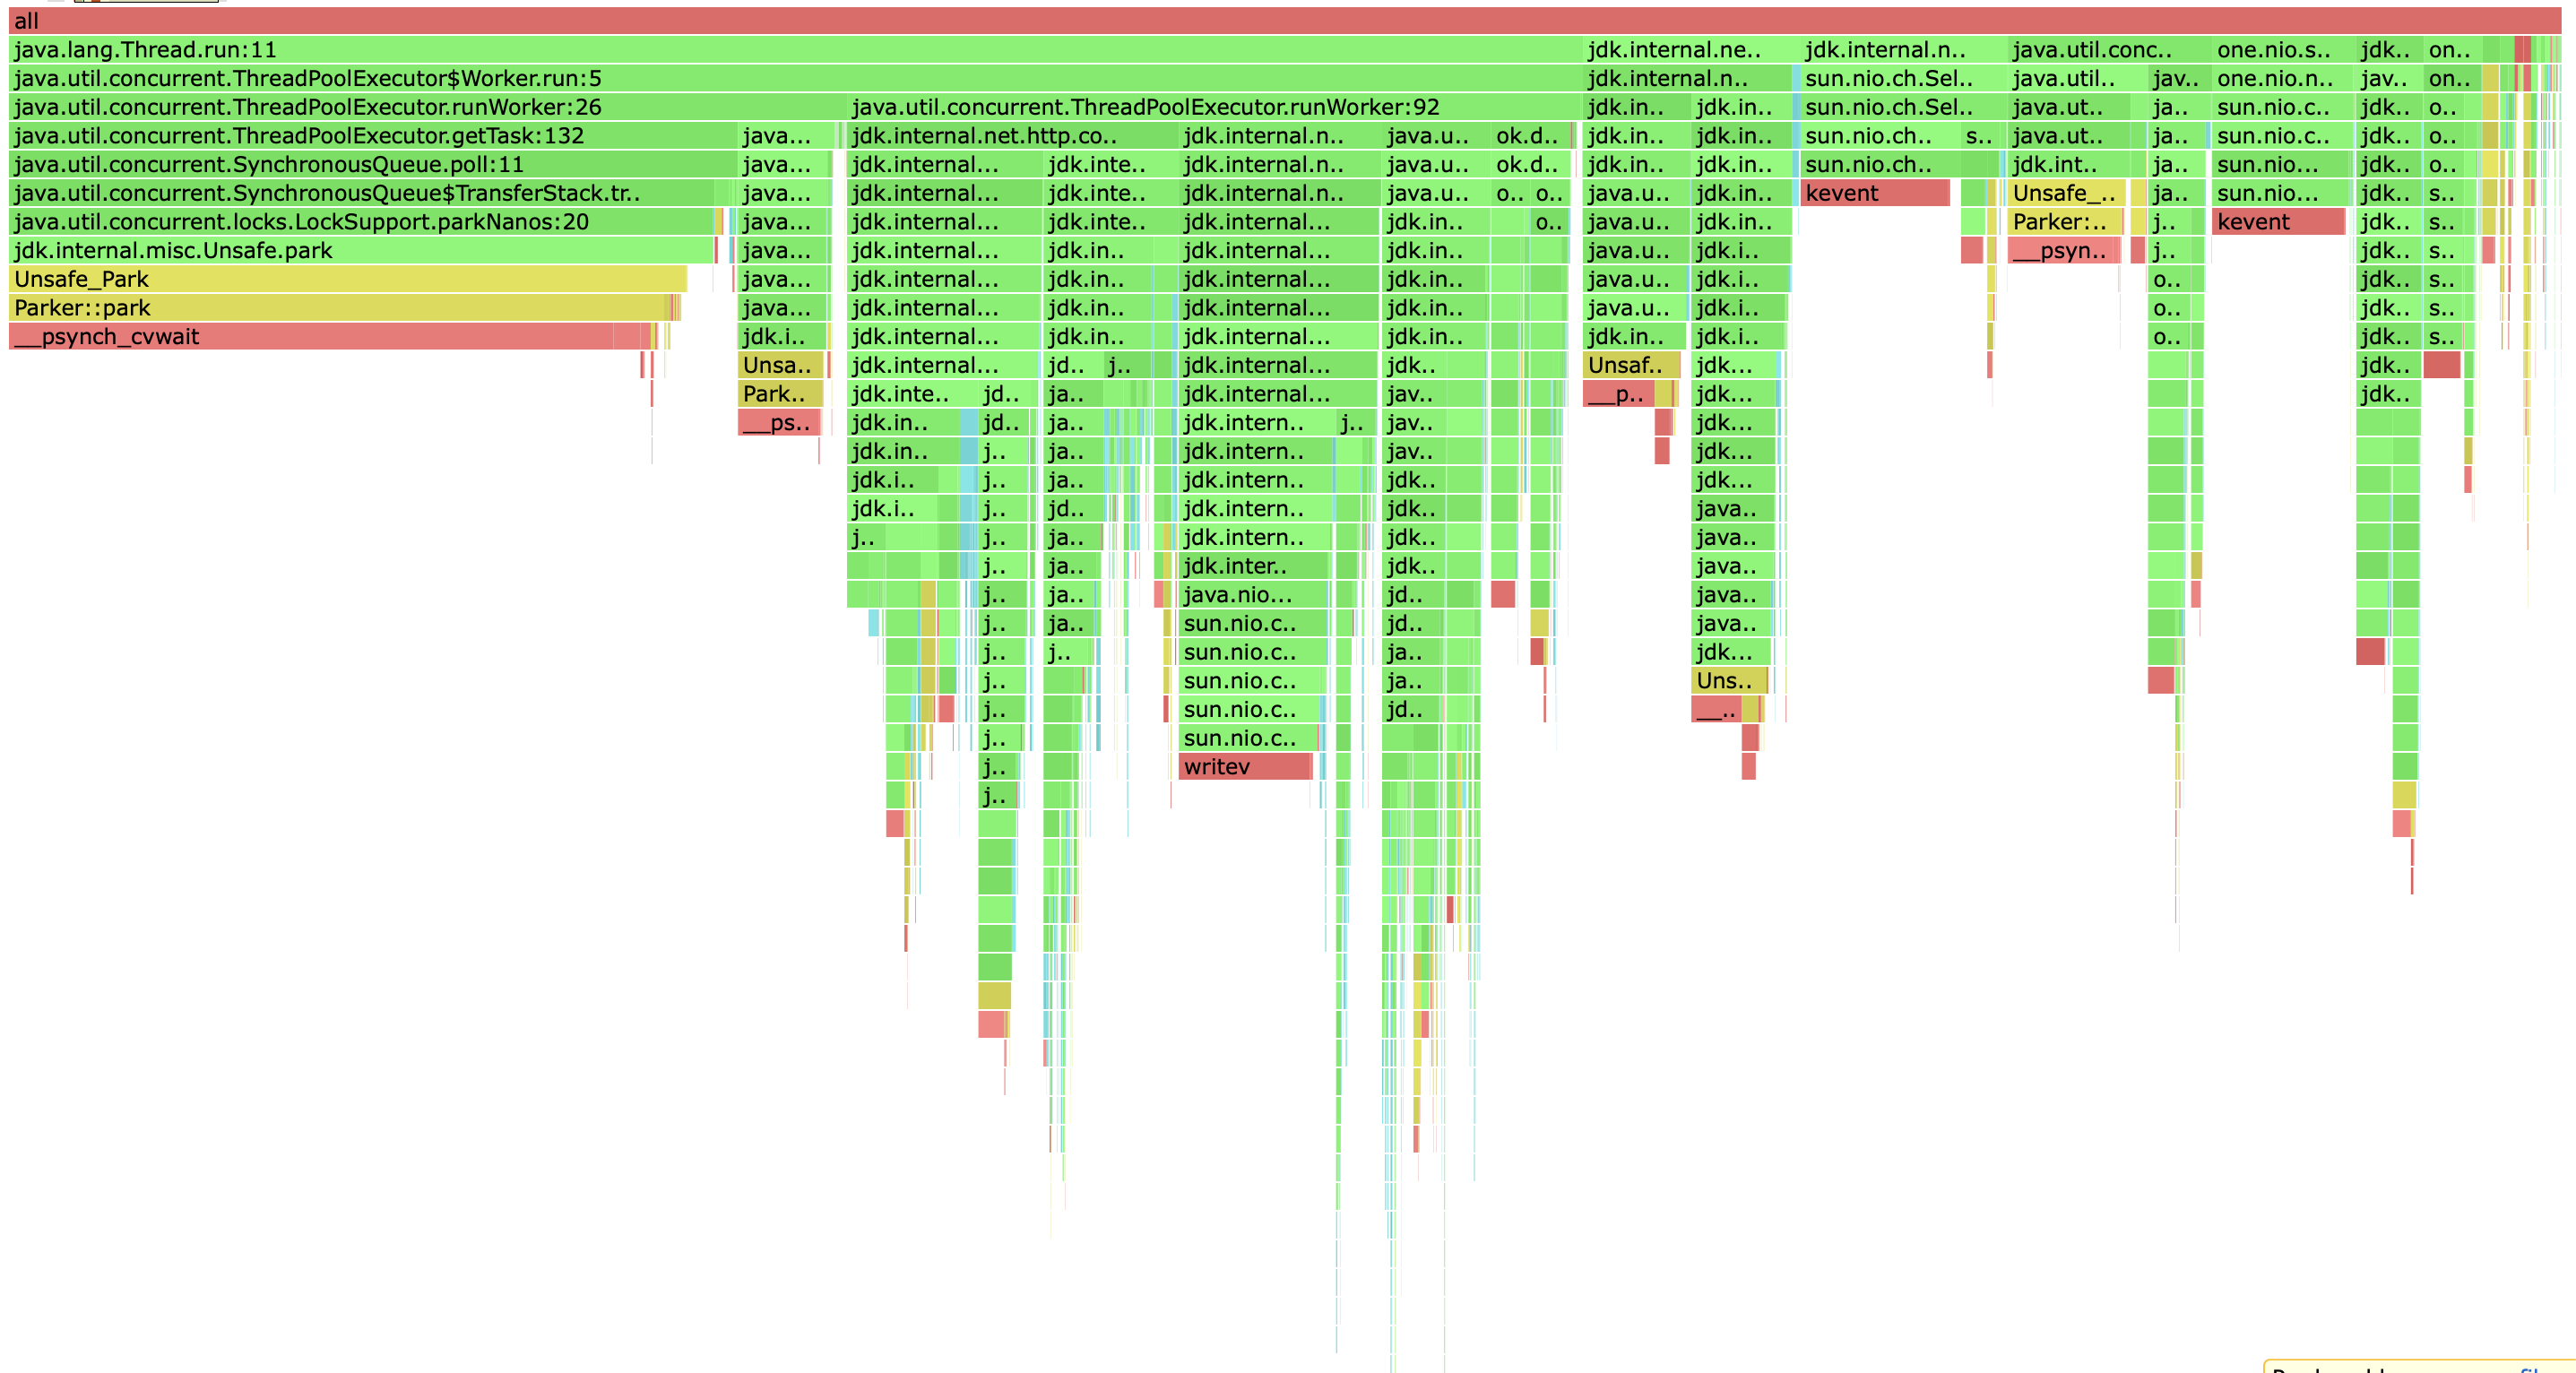 all
java.lang.Thread.run:11 jdk.internal.ne.. jdk.internal.n.. java.util.conc.. one.nio.s.. jdk.. on..
java.util.concurrent.ThreadPoolExecutor$Worker.run:5 jdk.internal.n.. sun.nio.ch.Sel.. java.util.. jav.. one.nio.n.. jav.. on..
java.util.concurrent.ThreadPoolExecutor.runWorker:26 java.util.concurrent.ThreadPoolExecutor.runWorker:92 jdk.in.. jdk.in.. sun.nio.ch.Sel.. java.ut.. ja.. sun.nio.c.. jdk.. o..
java.util.concurrent.ThreadPoolExecutor.getTask:132 java... jdk.internal.net.http.co.. jdk.internal.n.. java.u.. ok.d.. jdk.in.. jdk.in.. sun.nio.ch.. s.. java.ut.. ja.. sun.nio.c.. jdk.. o..
java.util.concurrent.SynchronousQueue.poll:11 java... jdk.internal... jdk.inte.. jdk.internal.n.. java.u.. ok.d.. jdk.in.. jdk.in.. sun.nio.ch.. jdk.int.. ja.. sun.nio... jdk.. o..
java.util.concurrent.SynchronousQueue$TransferStack.tr.. java... jdk.internal... jdk.inte.. jdk.internal.n.. java.u.. o.. o.. java.u.. jdk.in.. kevent Unsafe_.. ja.. sun.nio... jdk.. s..
java.util.concurrent.locks.LockSupport.parkNanos:20 java... jdk.internal... jdk.inte.. jdk.internal... jdk.in.. o.. java.u.. jdk.in.. Parker:.. j.. kevent jdk.. s..
jdk.internal.misc.Unsafe.park java... jdk.internal... jdk.in.. jdk.internal... jdk.in.. java.u.. jdk.i.. __psyn.. j.. jdk.. s..
Unsafe_Park java... jdk.internal... jdk.in.. jdk.internal... jdk.in.. java.u.. jdk.i.. o.. jdk.. s..
Parker::park java... jdk.internal... jdk.in.. jdk.internal... jdk.in.. java.u.. jdk.i.. o.. jdk.. s..
__psynch_cvwait jdk.i.. jdk.internal... jdk.in.. jdk.internal... jdk.in.. jdk.in.. jdk.i.. o.. jdk.. s..
Unsa.. jdk.internal... jd.. j.. jdk.internal... jdk.. Unsaf.. jdk... jdk..
Park.. jdk.inte.. jd.. ja.. jdk.internal... jav.. __p.. jdk... jdk..
__ps.. jdk.in.. jd.. ja.. jdk.intern.. j.. jav.. jdk...
jdk.in.. j.. ja.. jdk.intern.. jav.. jdk...
jdk.i.. j.. ja.. jdk.intern.. jdk.. jdk...
jdk.i.. j.. jd.. jdk.intern.. jdk.. java..
j.. j.. ja.. jdk.intern.. jdk.. java..
j.. ja.. jdk.inter.. jdk.. java..
j.. ja.. java.nio... jd.. java..
j.. ja.. sun.nio.c.. jd.. java..
j.. j.. sun.nio.c.. ja.. jdk...
j.. sun.nio.c.. ja.. Uns..
j.. sun.nio.c.. jd.. __..
j.. sun.nio.c..
j.. writev
j..